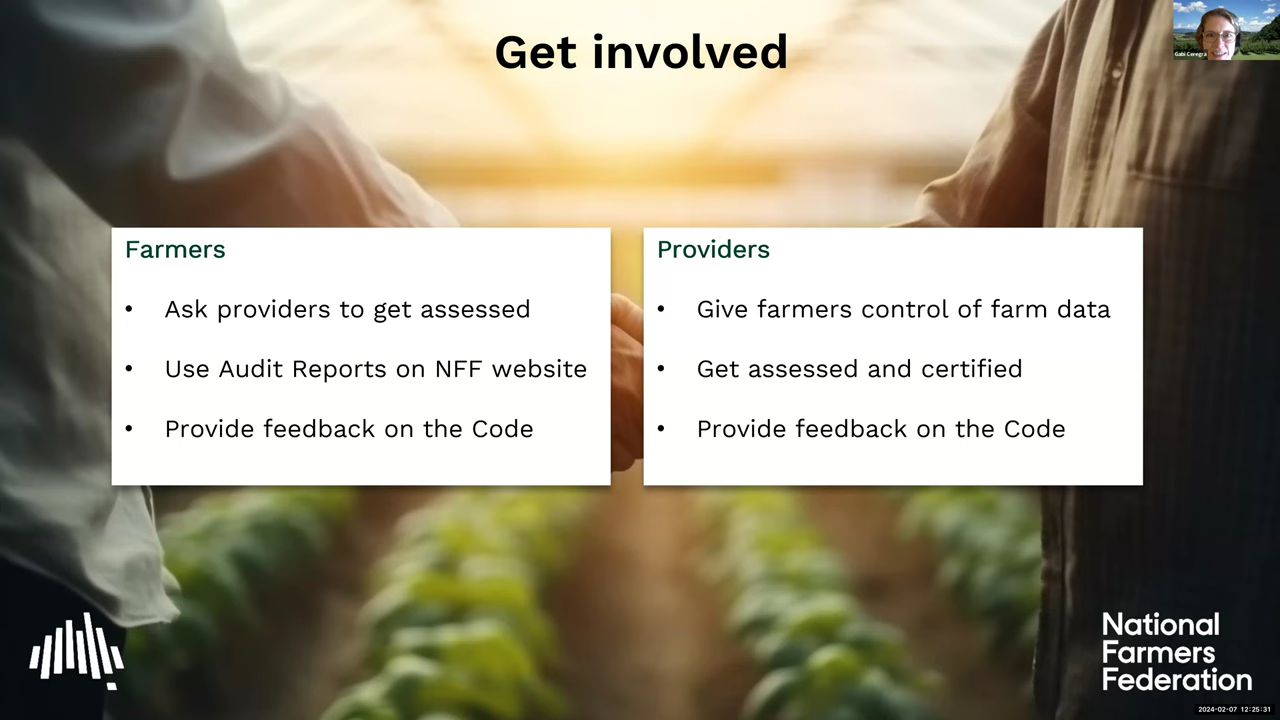 Get involved
Gabi Ceregra
Farmers
• Ask providers to get assessed
• Use Audit Reports on NFF website
• Provide feedback on the Code
Providers
• Give farmers control of farm data
• Get assessed and certified
• Provide feedback on the Code
National
Farmers
Federation
2024-02-07 12:25:31